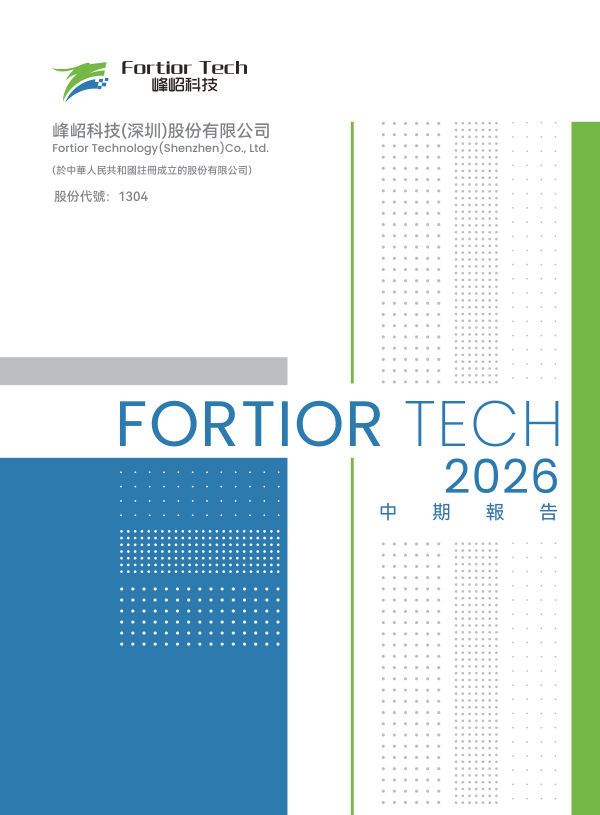 Fortior Tech
峰岹科技
峰岹科技(深圳)股份有限公司
Fortior Technology(Shenzhen)Co., Ltd.
(於中華人民共和國註冊成立的股份有限公司)
股份代號：1304
FORTIOR TECH
2026
中期報告